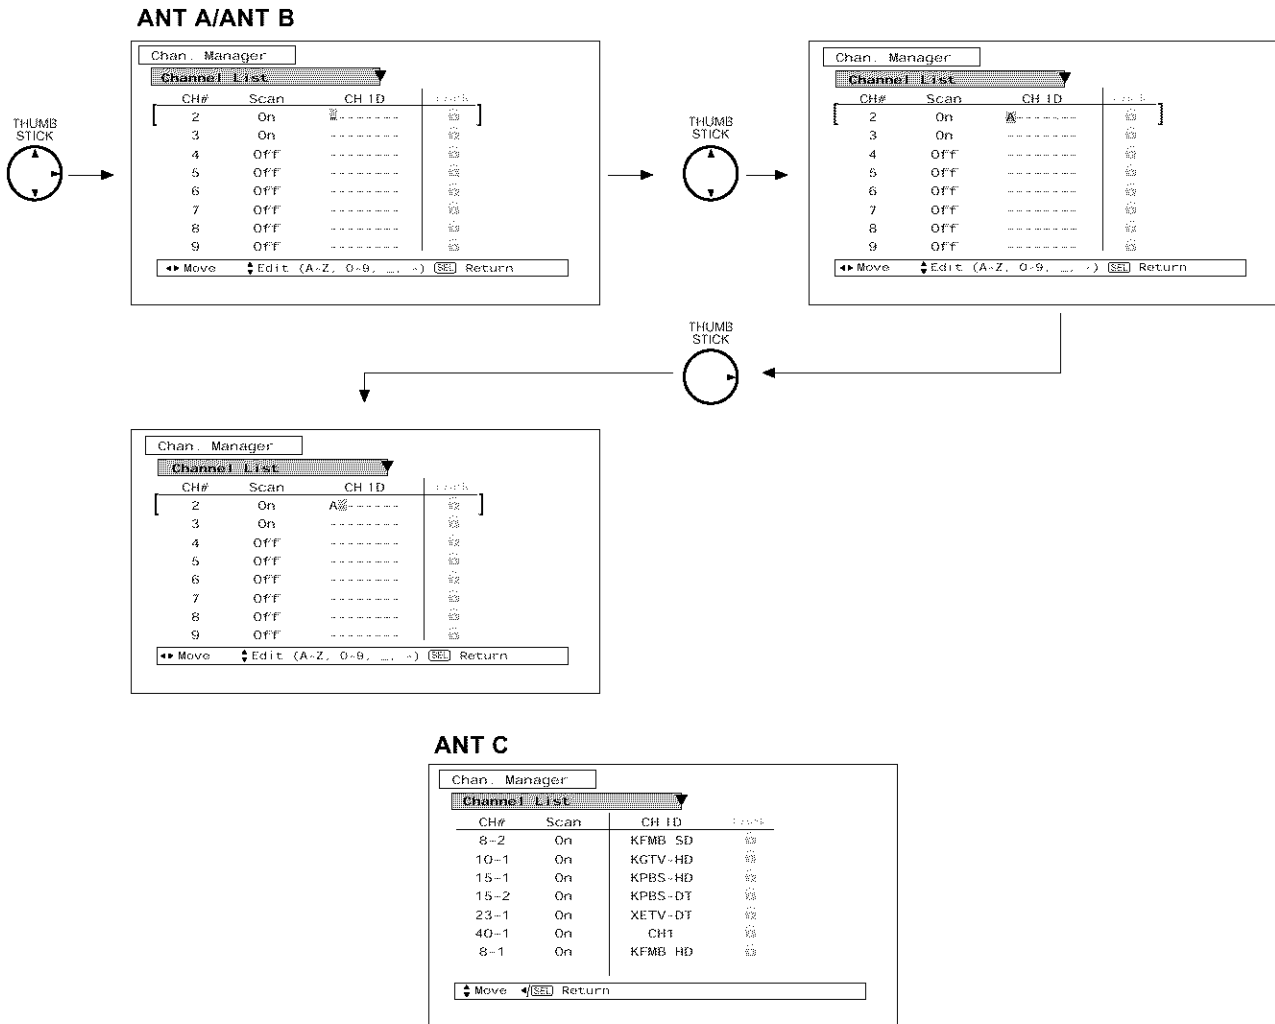 ANT A/ANT B
Chan. Manager
Channel List
CH# Scan CH ID Lock
2 On --------
3 On --------
4 Off --------
5 Off --------
6 Off --------
7 Off --------
8 Off --------
9 Off --------
Move Edit (A~Z, 0~9, _, -) SEL Return
THUMB
STICK
THUMB
STICK
Chan. Manager
Channel List
CH# Scan CH ID Lock
2 On A-------
3 On --------
4 Off --------
5 Off --------
6 Off --------
7 Off --------
8 Off --------
9 Off --------
Move Edit (A~Z, 0~9, _, -) SEL Return
THUMB
STICK
Chan. Manager
Channel List
CH# Scan CH ID Lock
2 On A-------
3 On --------
4 Off --------
5 Off --------
6 Off --------
7 Off --------
8 Off --------
9 Off --------
Move Edit (A~Z, 0~9, _, -) SEL Return
ANT C
Chan. Manager
Channel List
CH# Scan CH ID Lock
8-2 On KFMB SD
10-1 On KGTV-HD
15-1 On KPBS-HD
15-2 On KPBS-DT
23-1 On XETV-DT
40-1 On CH1
8-1 On KFMB HD
Move /SEL Return